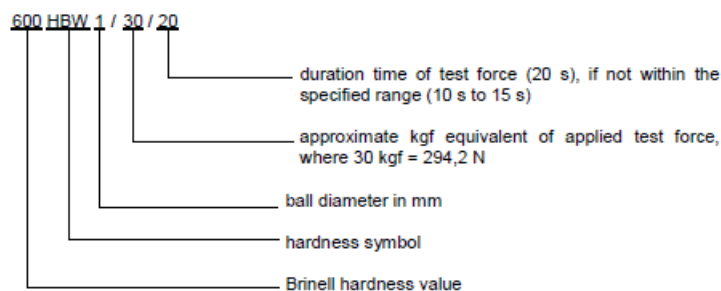 600 HBW 1 / 30 / 20
duration time of test force (20 s), if not within the
specified range (10 s to 15 s)
approximate kgf equivalent of applied test force,
where 30 kgf = 294,2 N
ball diameter in mm
hardness symbol
Brinell hardness value